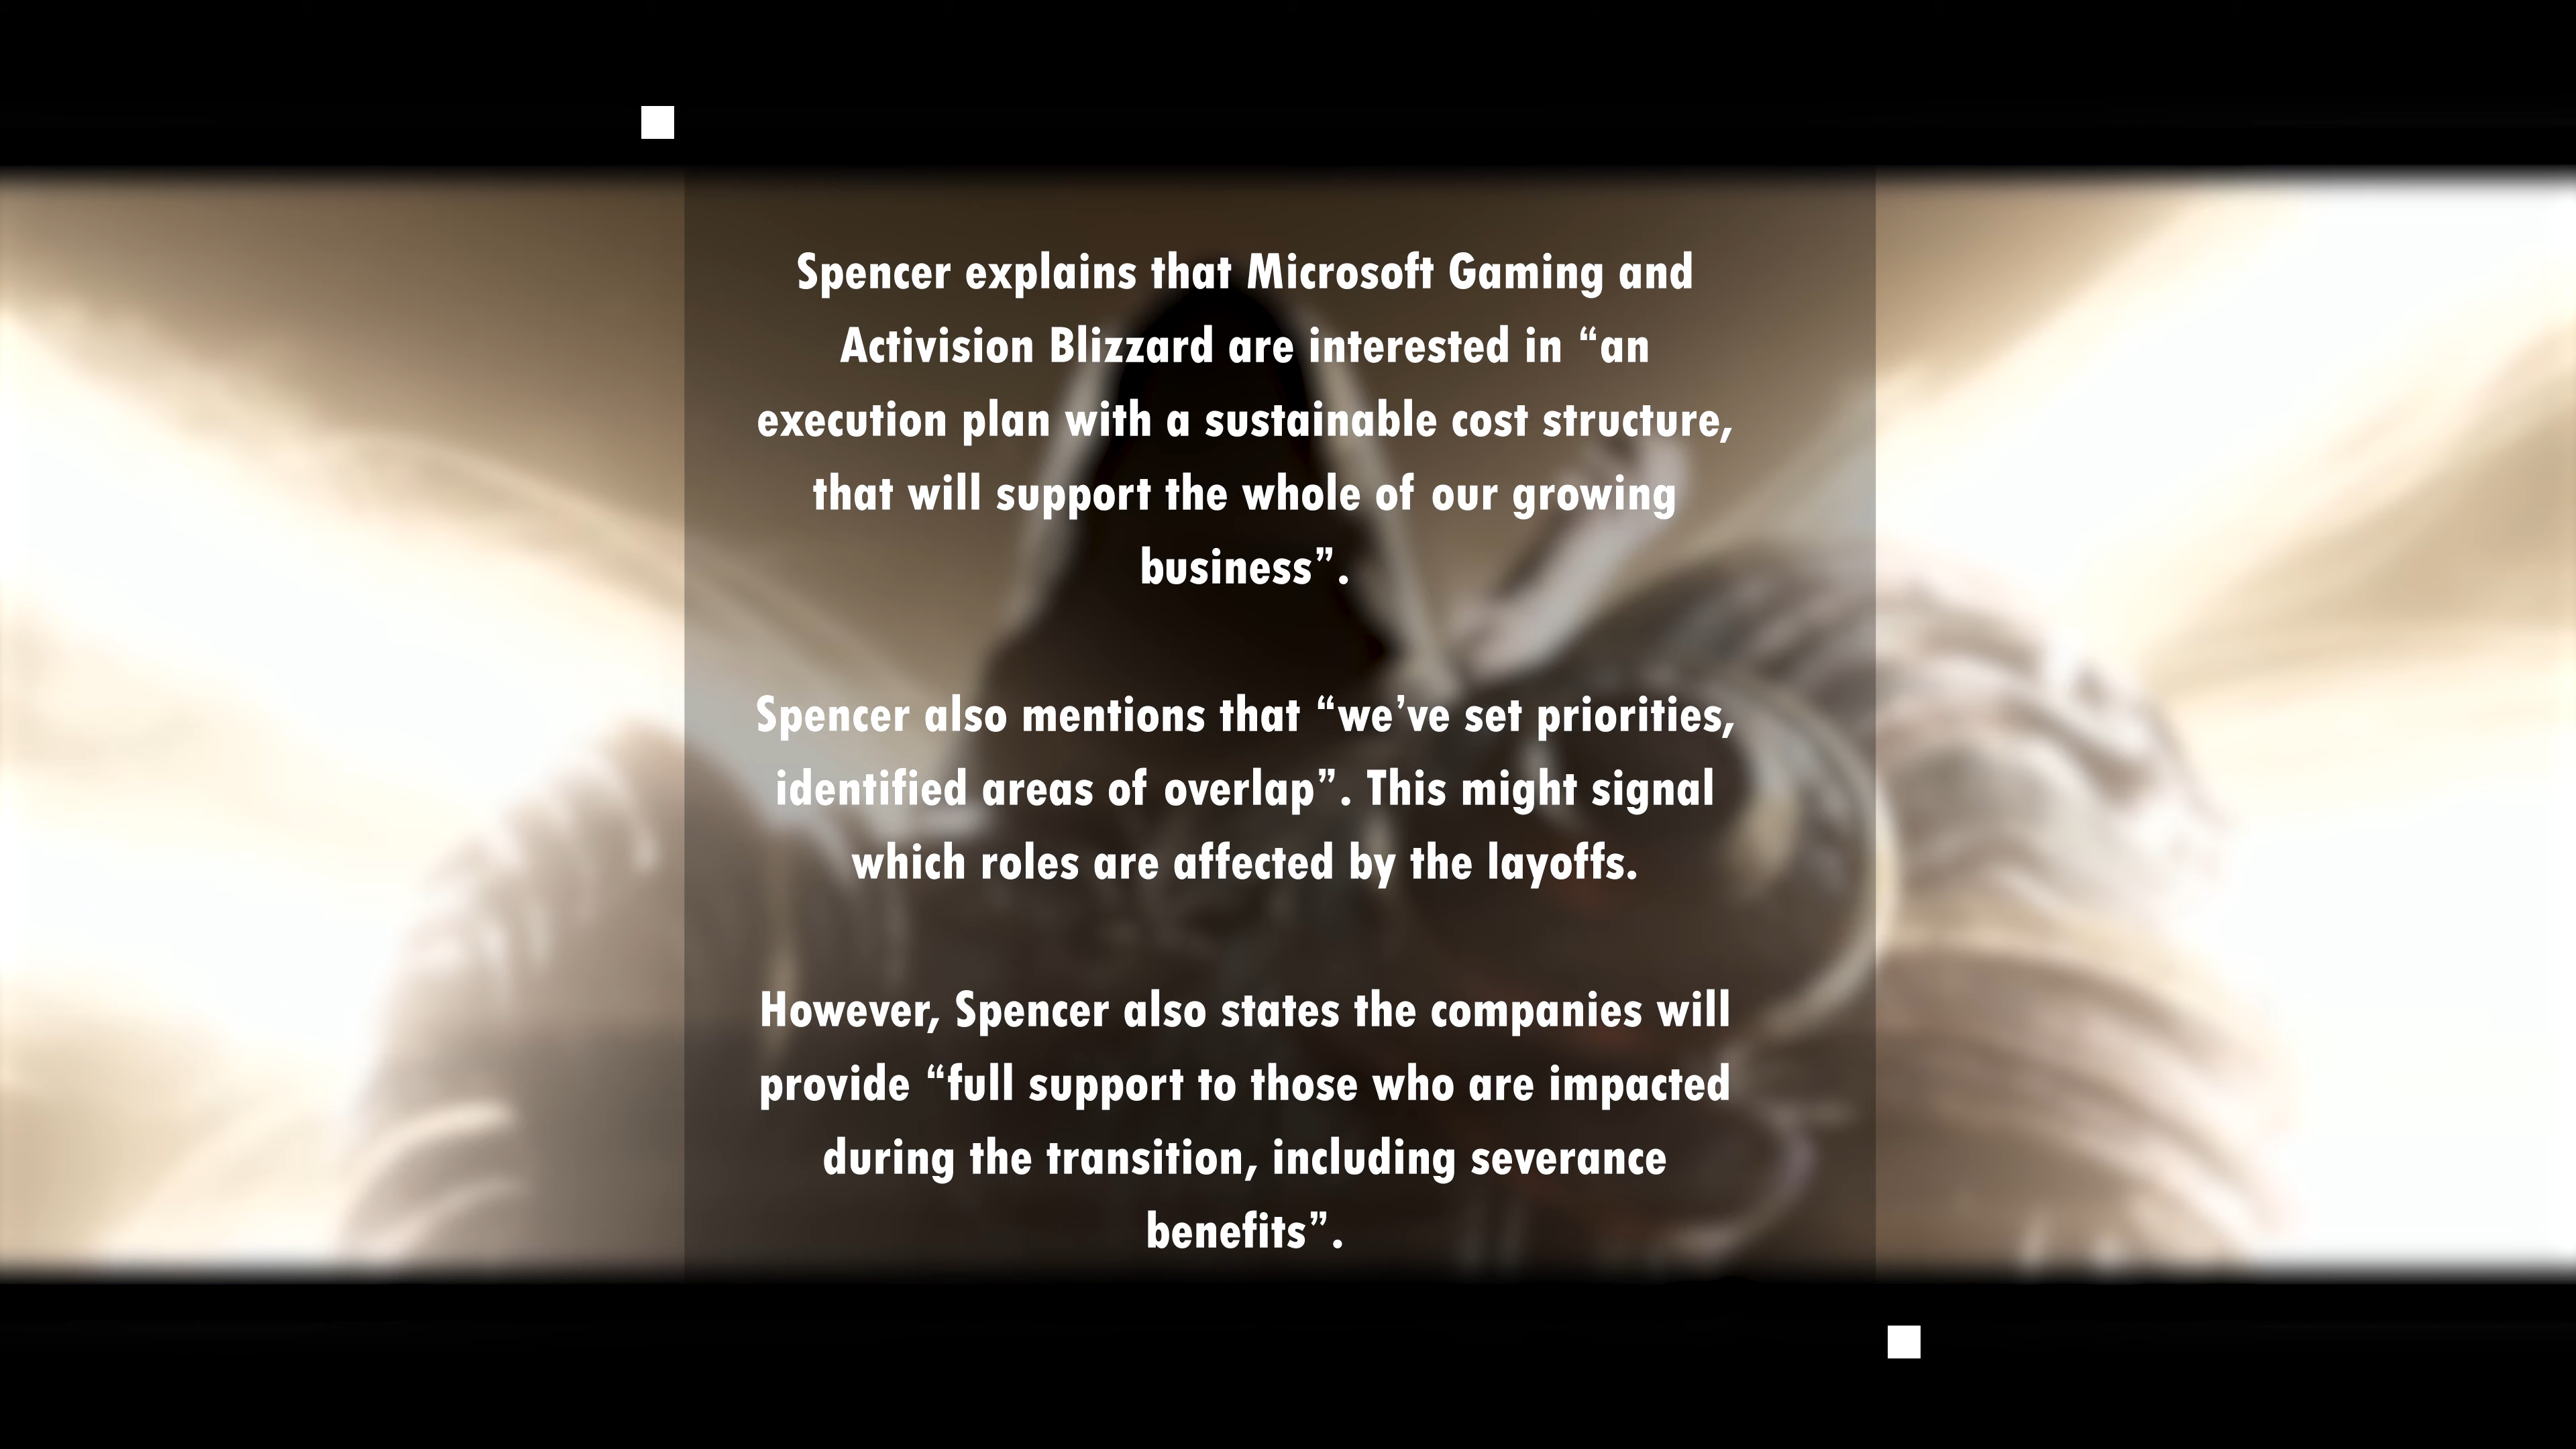 Spencer explains that Microsoft Gaming and
Activision Blizzard are interested in “an
execution plan with a sustainable cost structure,
that will support the whole of our growing
business”.
Spencer also mentions that “we’ve set priorities,
identified areas of overlap”. This might signal
which roles are affected by the layoffs.
However, Spencer also states the companies will
provide “full support to those who are impacted
during the transition, including severance
benefits”.